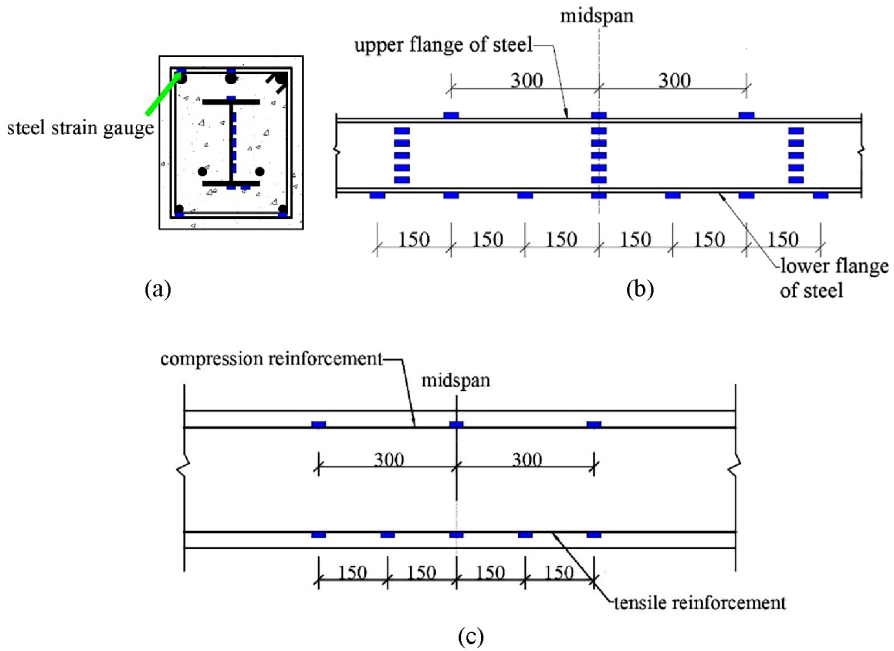 midspan
upper flange of steel
300 300
steel strain gauge
150 150 150 150 150 150
lower flange
of steel
(a) (b)
compression reinforcement
midspan
300 300
150 150 150 150
tensile reinforcement
(c)